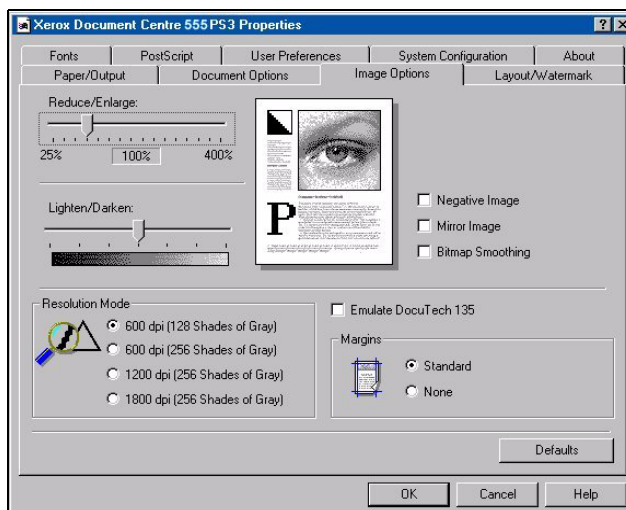 Xerox Document Centre 555 PS3 Properties
Fonts PostScript User Preferences System Configuration About
Paper/Output Document Options Image Options Layout/Watermark
Reduce/Enlarge:
25% 100% 400%
Lighten/Darken:
P
Negative Image
Mirror Image
Bitmap Smoothing
Resolution Mode
600 dpi (128 Shades of Gray)
600 dpi (256 Shades of Gray)
1200 dpi (256 Shades of Gray)
1800 dpi (256 Shades of Gray)
Emulate DocuTech 135
Margins
Standard
None
Defaults
OK Cancel Help